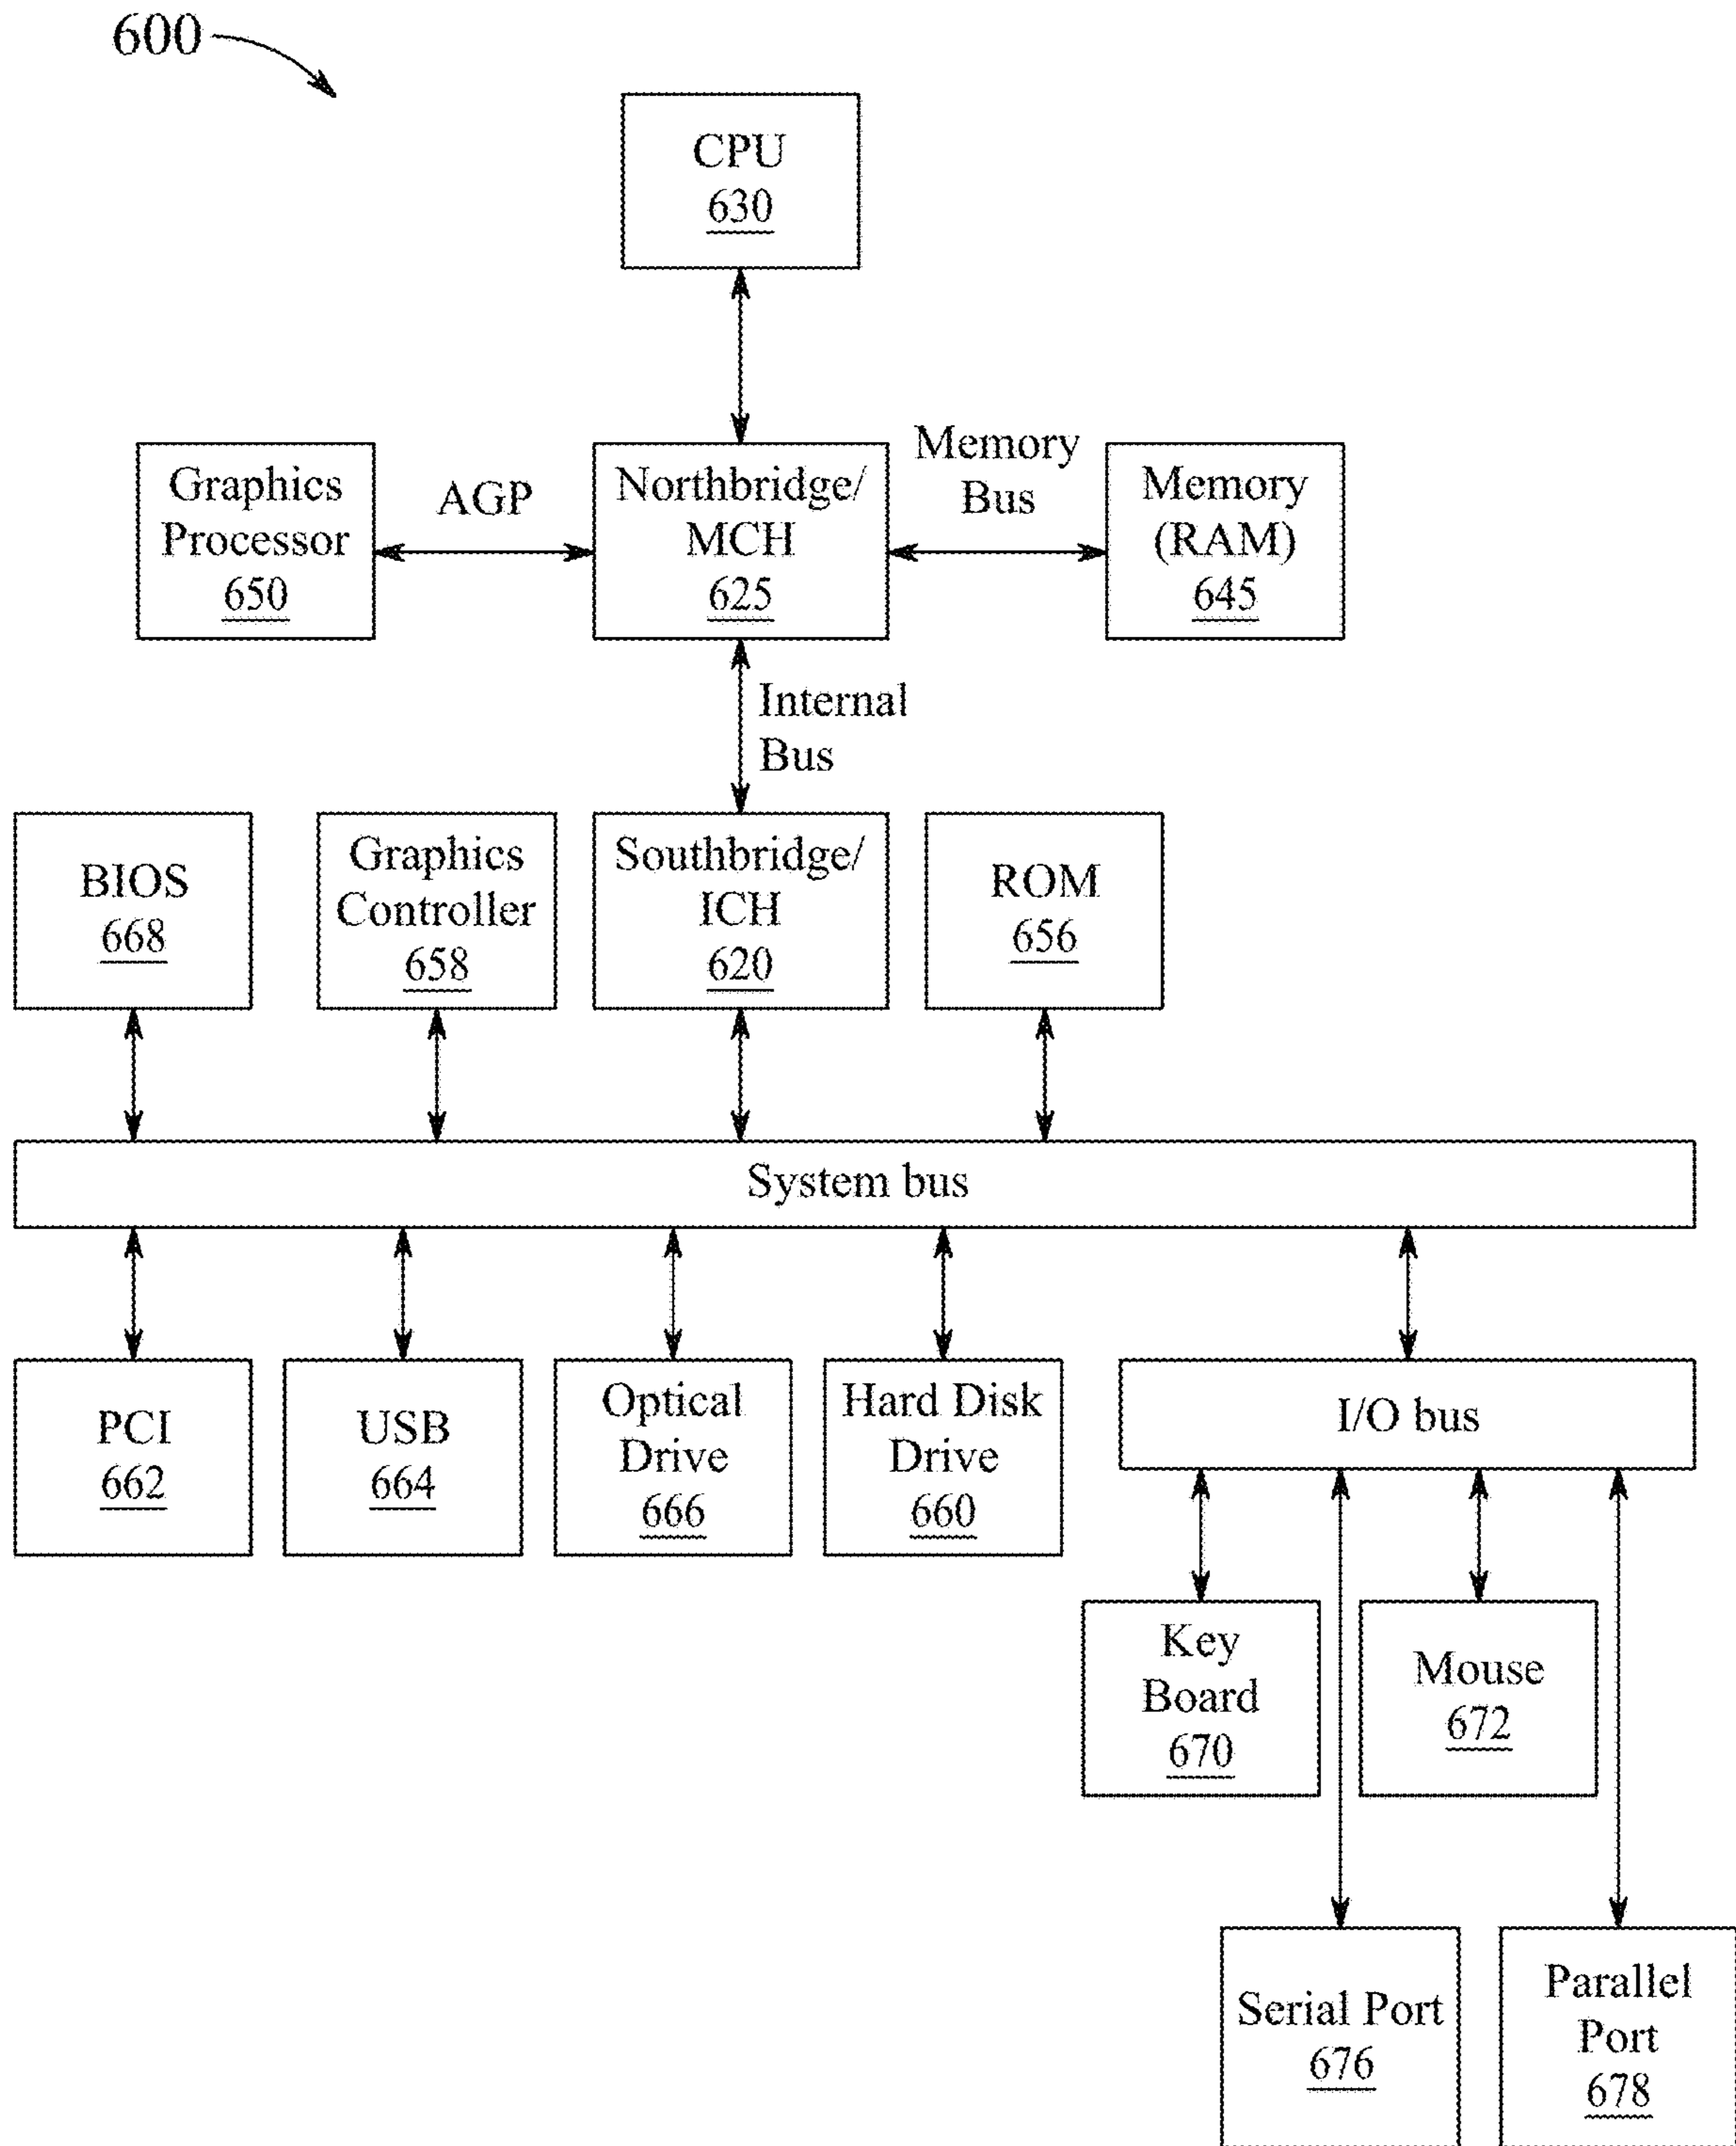 600
CPU
630
Graphics
Processor
650
AGP
Northbridge/
MCH
625
Memory
Bus
Memory
(RAM)
645
Internal
Bus
BIOS
668
Graphics
Controller
658
Southbridge/
ICH
620
ROM
656
System bus
PCI
662
USB
664
Optical
Drive
666
Hard Disk
Drive
660
I/O bus
Key
Board
670
Mouse
672
Serial Port
676
Parallel
Port
678